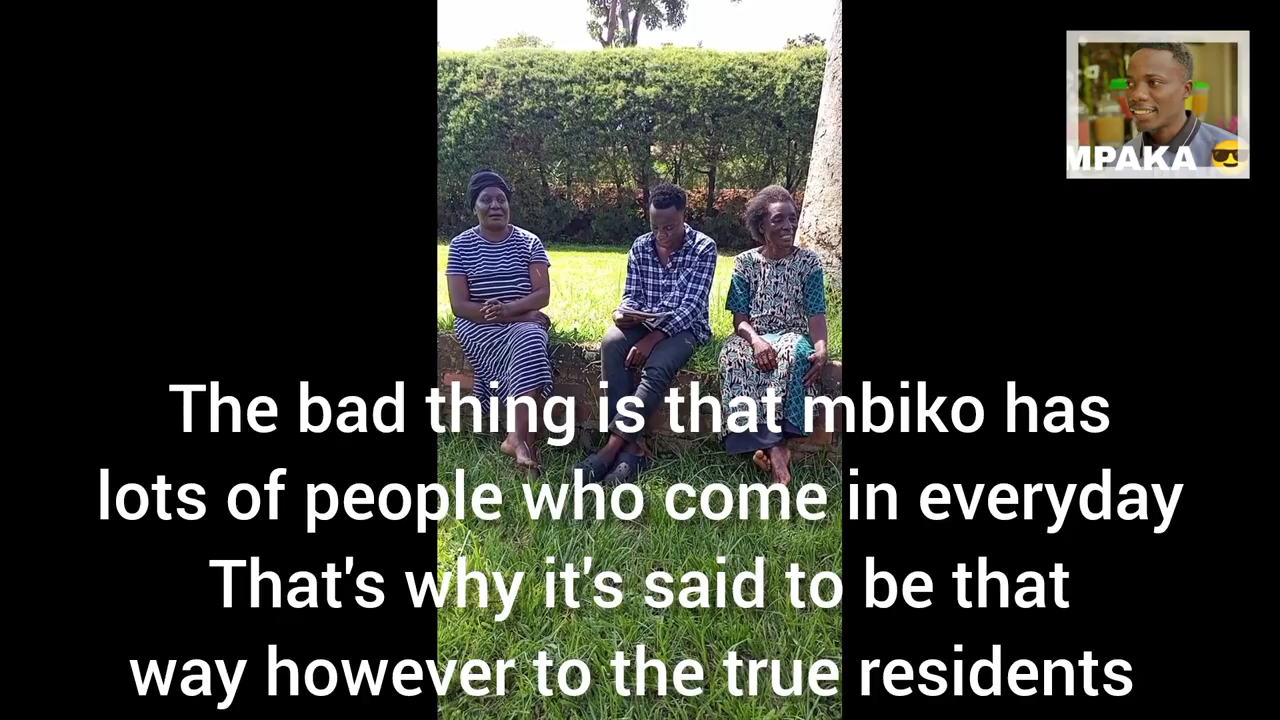 MPAKA 😎
The bad thing is that mbiko has
lots of people who come in everyday
That's why it's said to be that
way however to the true residents